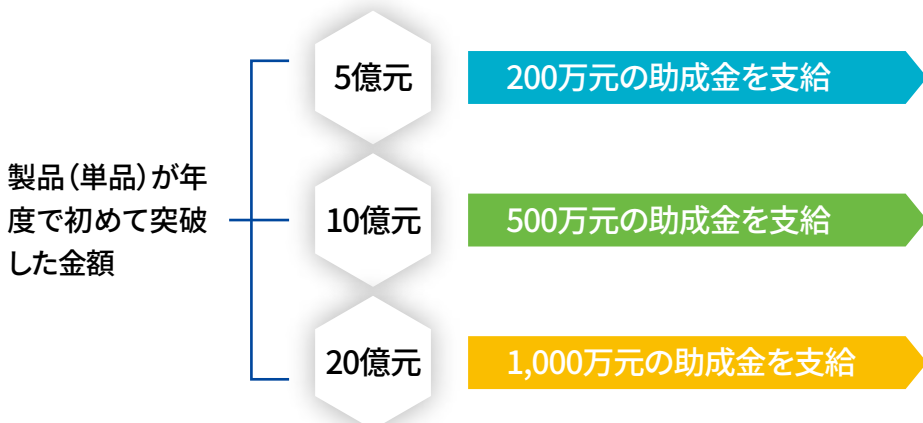 製品（単品）が年
度で初めて突破
した金額
5億元
200万元の助成金を支給
10億元
500万元の助成金を支給
20億元
1,000万元の助成金を支給